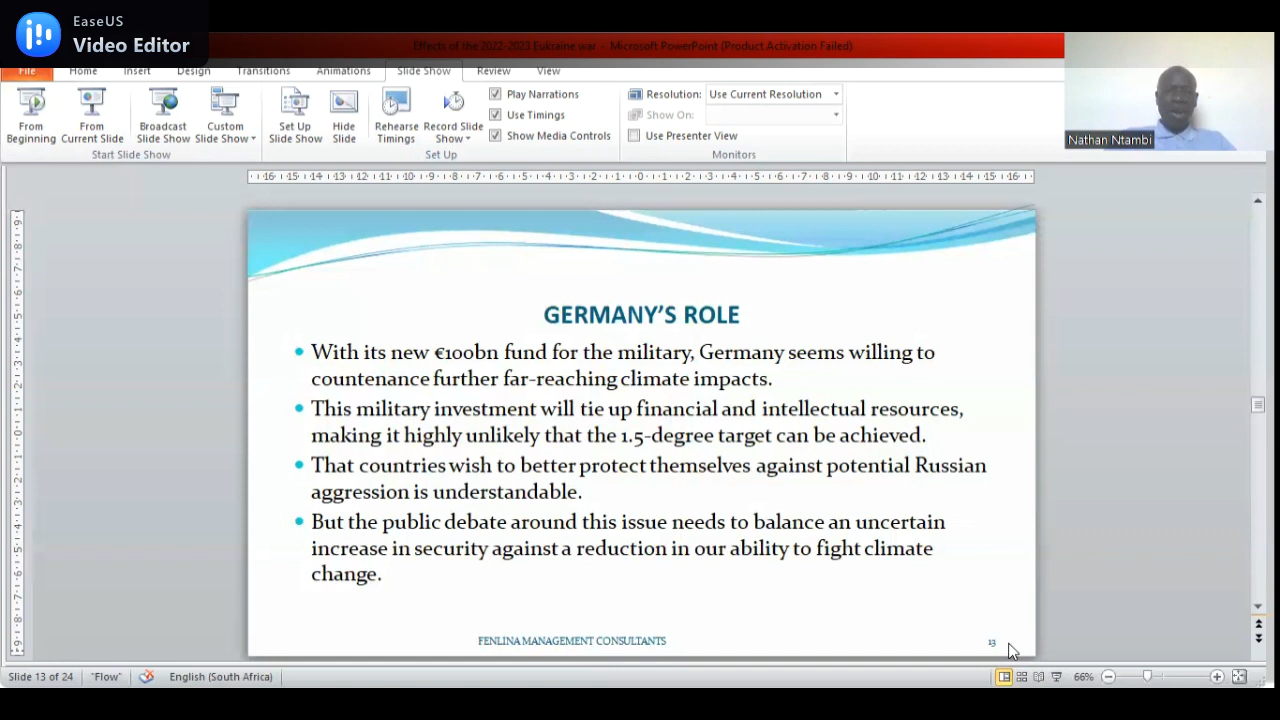 EaseUS
Video Editor
Effects of the 2022-2023 Euksaine war - Microsoft PowerPoint (Product Activation Failed)
File Home Insert Design Transitions Animations Slide Show Review View
From Beginning
From Current Slide
Broadcast Slide Show
Custom Slide Show
Start Slide Show
Set Up Slide Show
Hide Slide
Rehearse Timings
Record Slide Show
Play Narrations
Use Timings
Show Media Controls
Set Up
Resolution: Use Current Resolution
Show On:
Use Presenter View
Monitors
Nathan Ntambi
GERMANY'S ROLE
• With its new €100bn fund for the military, Germany seems willing to
countenance further far-reaching climate impacts.
• This military investment will tie up financial and intellectual resources,
making it highly unlikely that the 1.5-degree target can be achieved.
• That countries wish to better protect themselves against potential Russian
aggression is understandable.
• But the public debate around this issue needs to balance an uncertain
increase in security against a reduction in our ability to fight climate
change.
FENLINA MANAGEMENT CONSULTANTS 13
Slide 13 of 24 "Flow" English (South Africa) 66%